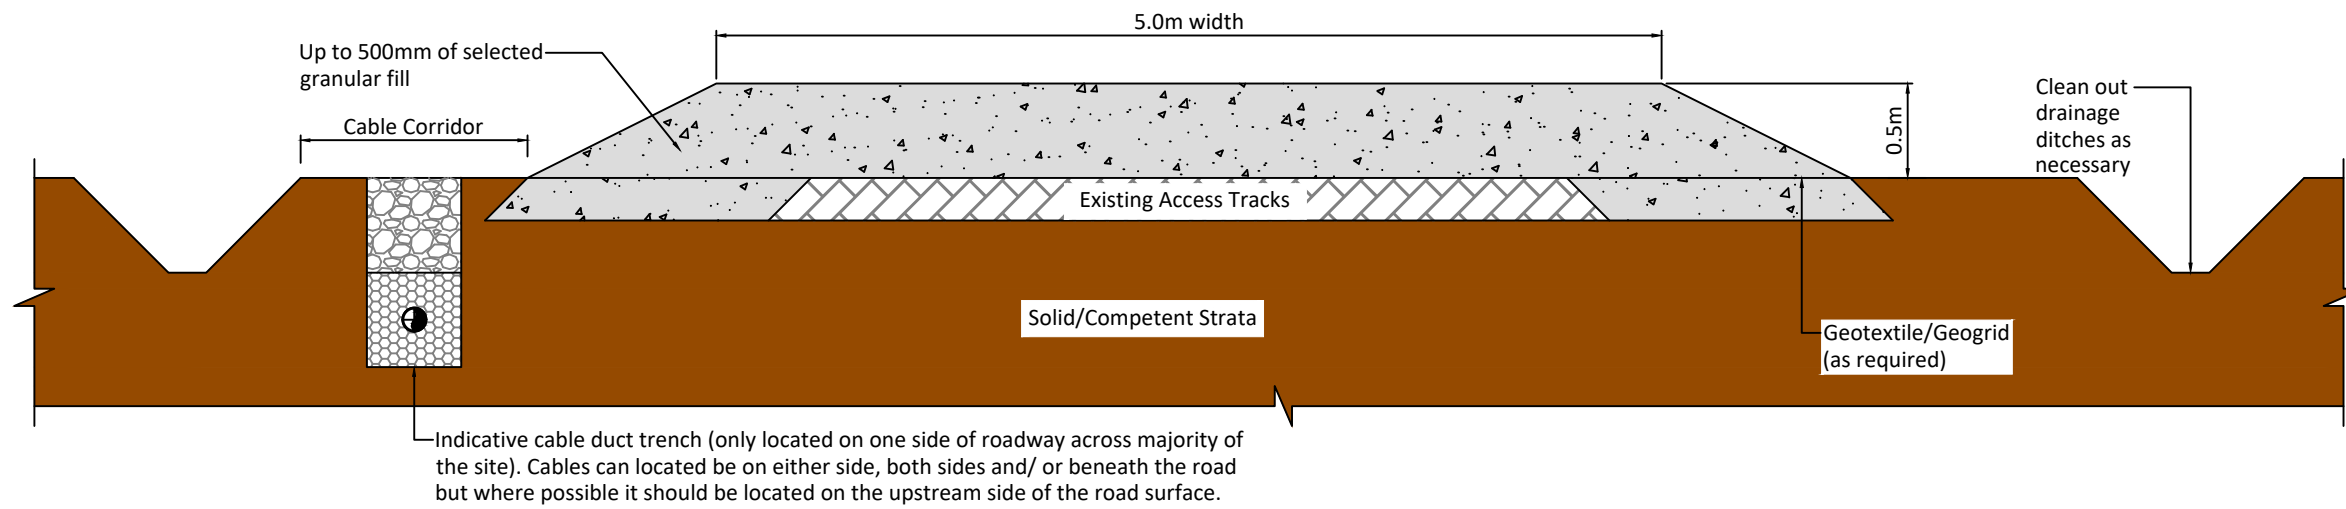 5.0m width
Up to 500mm of selected
granular fill
Cable Corridor
0.5m
Clean out
drainage
ditches as
necessary
Existing Access Tracks
Solid/Competent Strata
Geotextile/Geogrid
(as required)
Indicative cable duct trench (only located on one side of roadway across majority of
the site). Cables can located be on either side, both sides and/ or beneath the road
but where possible it should be located on the upstream side of the road surface.